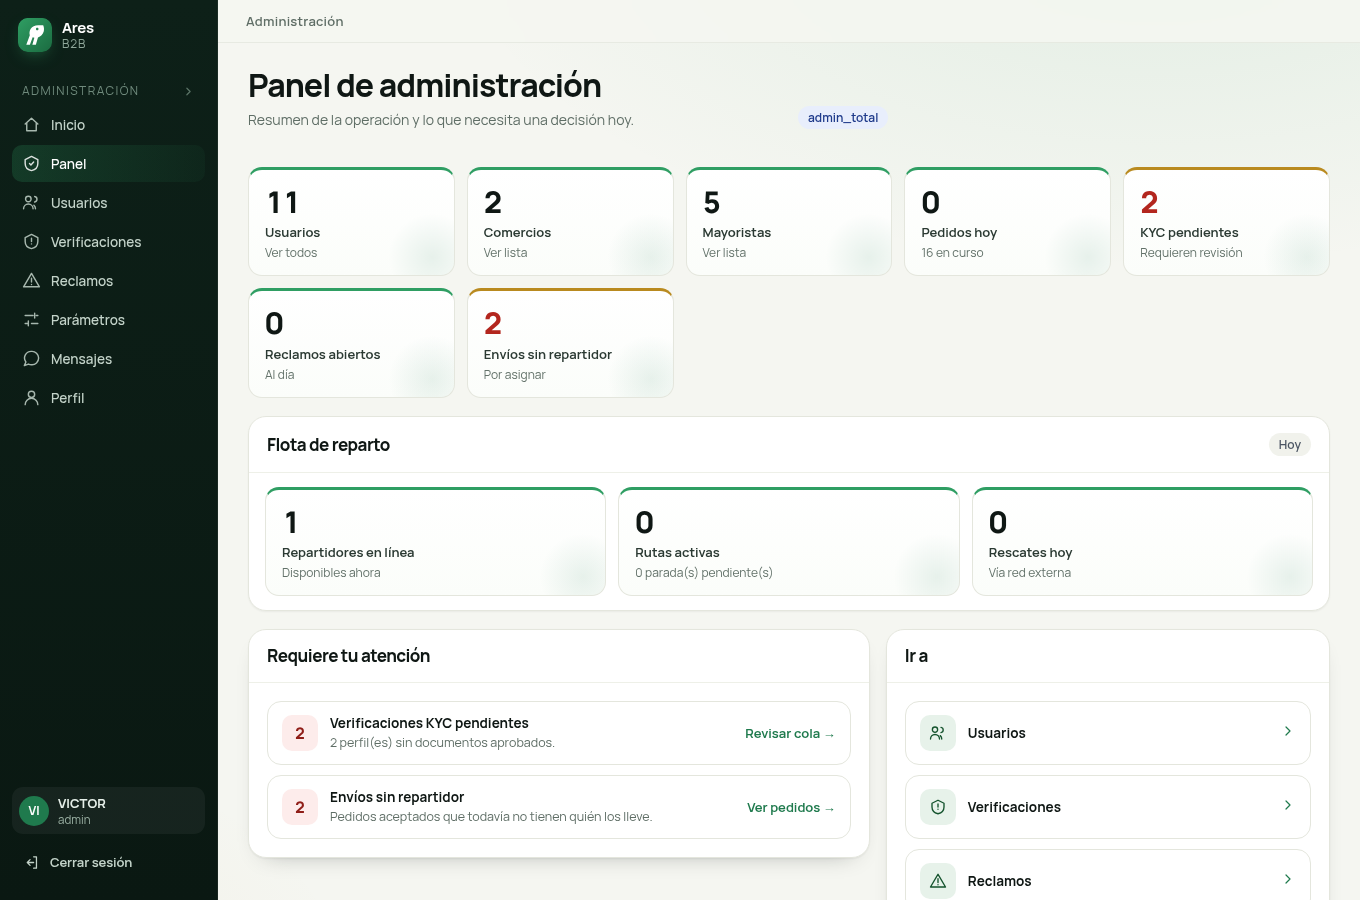 Ares
B2B
ADMINISTRACIÓN
Inicio
Panel
Usuarios
Verificaciones
Reclamos
Parámetros
Mensajes
Perfil
VI
VICTOR
admin
Cerrar sesión
Administración
Panel de administración
Resumen de la operación y lo que necesita una decisión hoy.
admin_total
11
Usuarios
Ver todos
2
Comercios
Ver lista
5
Mayoristas
Ver lista
0
Pedidos hoy
16 en curso
2
KYC pendientes
Requieren revisión
0
Reclamos abiertos
Al día
2
Envíos sin repartidor
Por asignar
Flota de reparto
Hoy
1
Repartidores en línea
Disponibles ahora
0
Rutas activas
0 parada(s) pendiente(s)
0
Rescates hoy
Vía red externa
Requiere tu atención
2
Verificaciones KYC pendientes
2 perfil(es) sin documentos aprobados.
Revisar cola →
2
Envíos sin repartidor
Pedidos aceptados que todavía no tienen quién los lleve.
Ver pedidos →
Ir a
Usuarios
Verificaciones
Reclamos